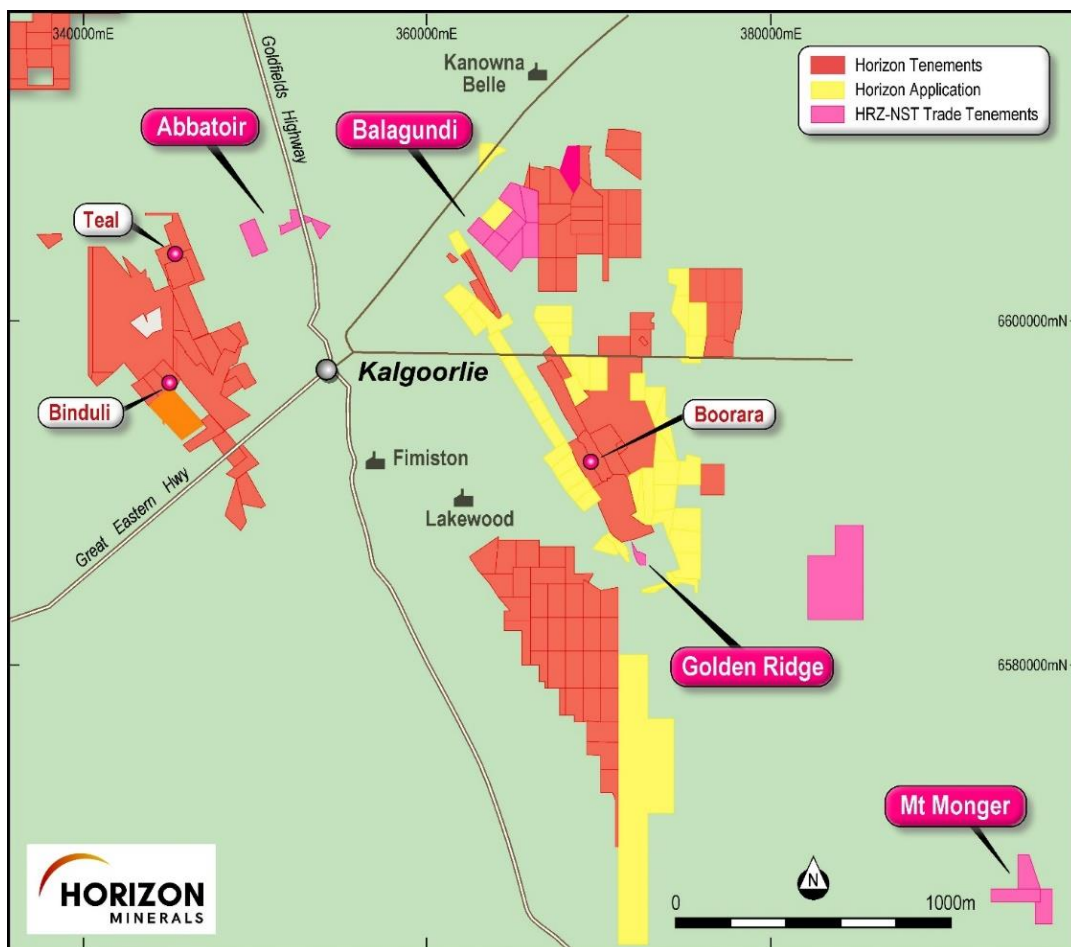 340000mE
360000mE
380000mE
Goldfields Highway
Kanowna
Belle
Horizon Tenements
Horizon Application
HRZ-NST Trade Tenements
Abbatoir
Balagundi
Teal
6600000mN
Kalgoorlie
Binduli
Boorara
Fimiston
Lakewood
Great Eastern Hwy
Golden Ridge
6580000mN
Mt Monger
HORIZON
MINERALS
N
0
1000m